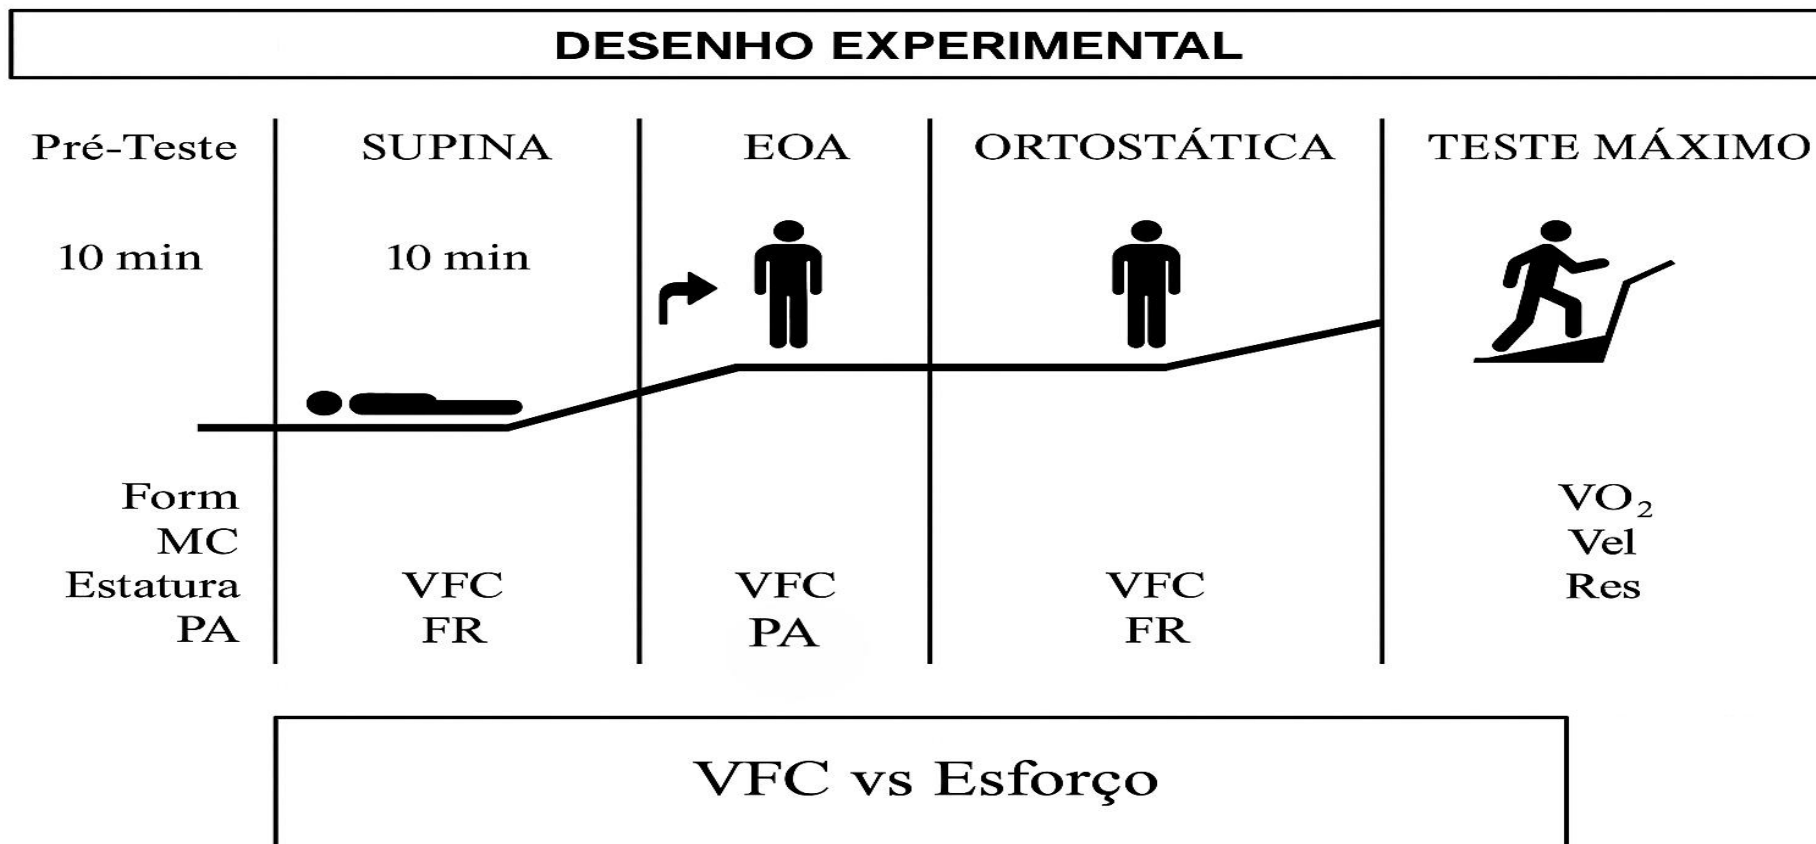 DESENHO EXPERIMENTAL
Pré-Teste
10 min
Form
MC
Estatura
PA
SUPINA
10 min
VFC
FR
EOA
VFC
PA
ORTOSTÁTICA
VFC
FR
TESTE MÁXIMO
VO₂
Vel
Res
VFC vs Esforço